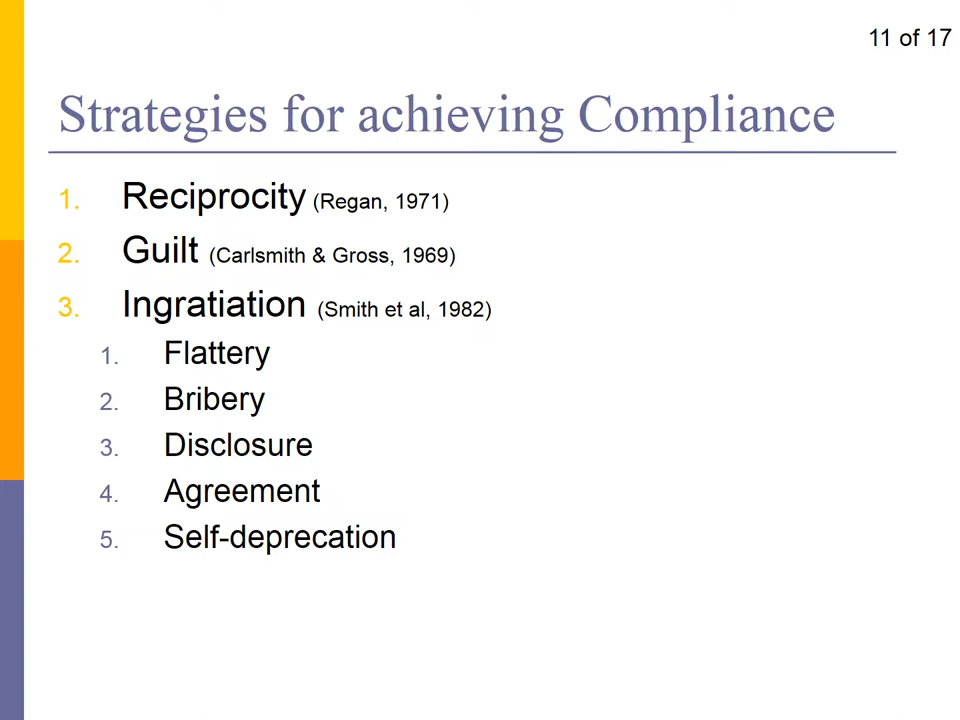 11 of 17
Strategies for achieving Compliance
1. Reciprocity (Regan, 1971)
2. Guilt (Carlsmith & Gross, 1969)
3. Ingratiation (Smith et al, 1982)
1. Flattery
2. Bribery
3. Disclosure
4. Agreement
5. Self-deprecation